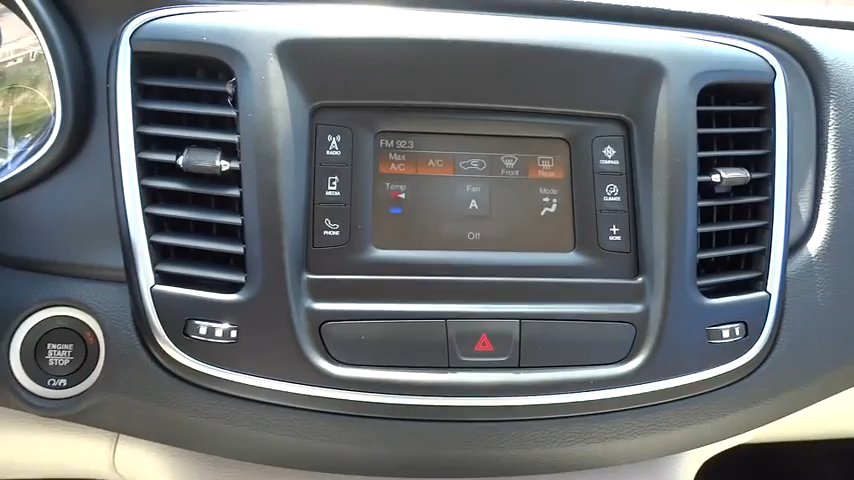 FM 92.3
RADIO
MEDIA
PHONE
Max
A/C
A/C
Front
Rear
Temp
Fan
A
Mode
Off
COMPASS
CLIMATE
MORE
ENGINE
START
STOP